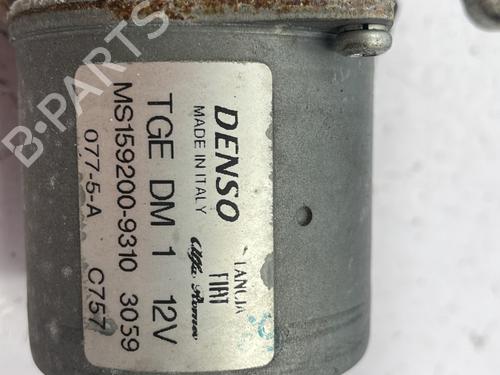 DENSO
MADE IN ITALY
LANCIA
FIAT
Alfa Romeo
TGE DM 1 12V
MS159200-9310 3059
077-5-A C757
B-PARTS